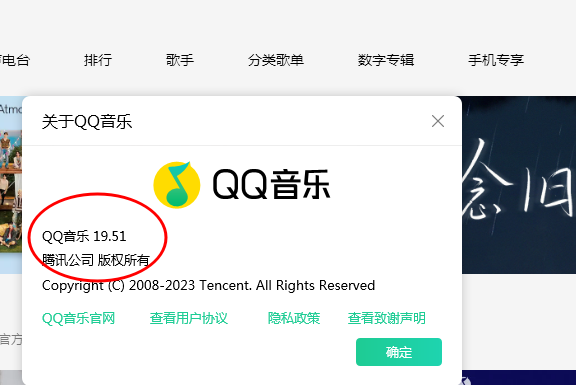 电台 排行 歌手 分类歌单 数字专辑 手机专享
Atmo
关于QQ音乐
QQ音乐
念旧
QQ音乐 19.51
腾讯公司 版权所有
Copyright (C) 2008-2023 Tencent. All Rights Reserved
QQ音乐官网 查看用户协议 隐私政策 查看致谢声明
官方
确定